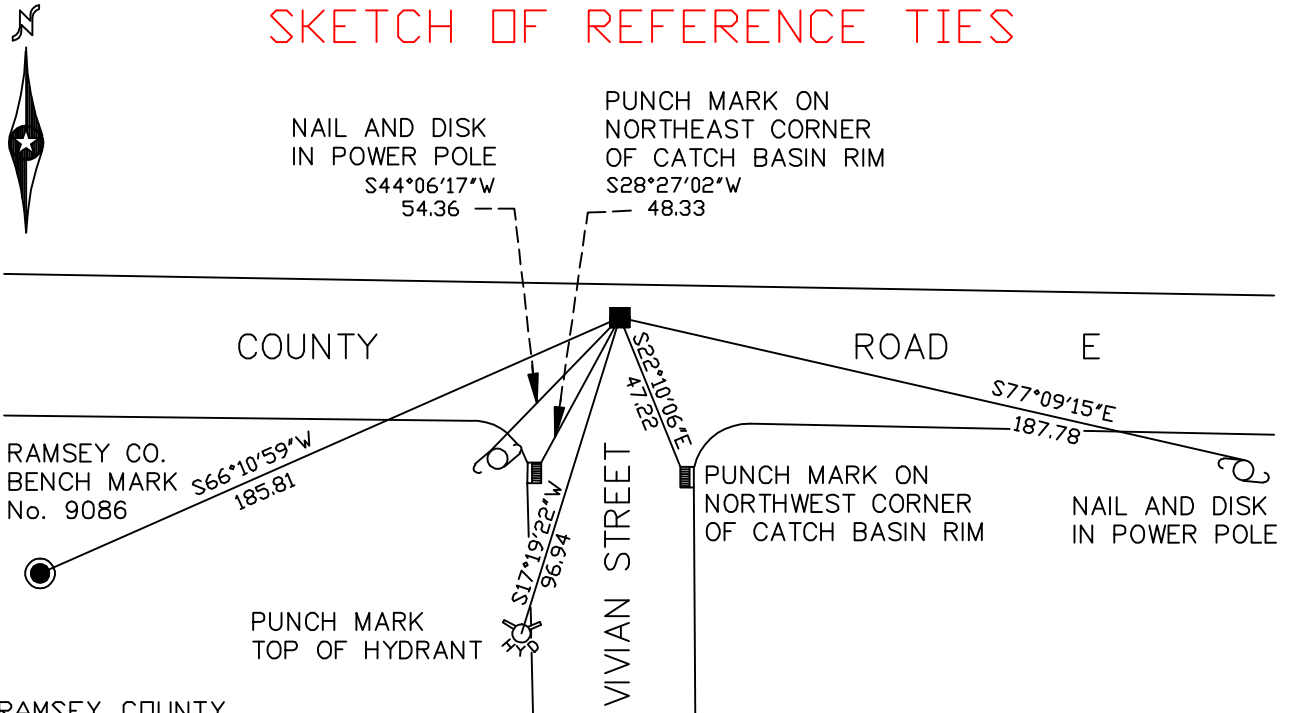 N
SKETCH OF REFERENCE TIES
NAIL AND DISK
IN POWER POLE
S44°06'17"W
54.36
PUNCH MARK ON
NORTHEAST CORNER
OF CATCH BASIN RIM
S28°27'02"W
48.33
COUNTY
ROAD
E
S22°10'06"E
47.22
S77°09'15"E
187.78
RAMSEY CO.
BENCH MARK
No. 9086
S66°10'59"W
185.81
S17°19'22"W
96.94
VIVIAN STREET
PUNCH MARK ON
NORTHWEST CORNER
OF CATCH BASIN RIM
NAIL AND DISK
IN POWER POLE
PUNCH MARK
TOP OF HYDRANT
HYD
RAMSEY COUNTY